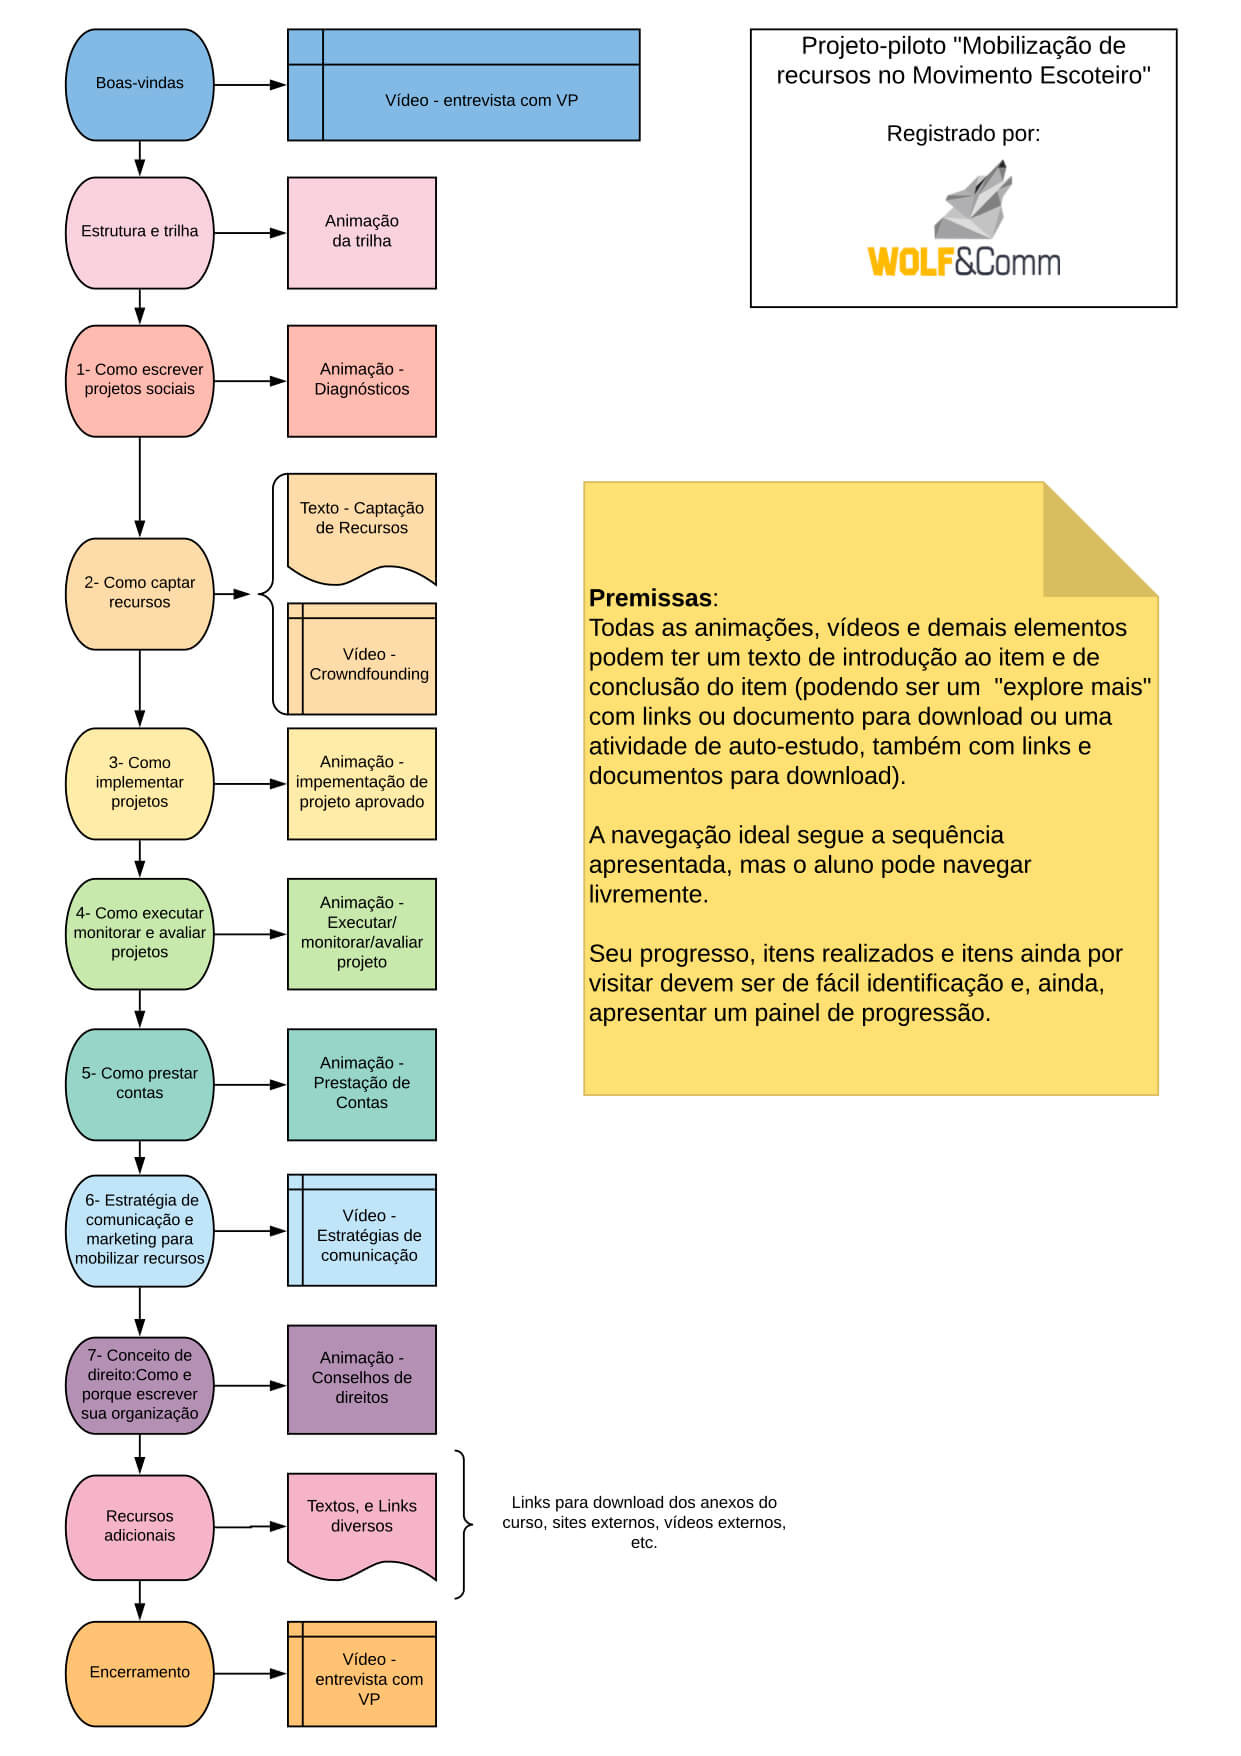 Boas-vindas
Vídeo - entrevista com VP
Projeto-piloto "Mobilização de
recursos no Movimento Escoteiro"
Registrado por:
WOLF&Comm
Estrutura e trilha
Animação
da trilha
1- Como escrever
projetos sociais
Animação -
Diagnósticos
2- Como captar
recursos
Texto - Captação
de Recursos
Vídeo -
Crowndfounding
3- Como
implementar
projetos
Animação -
impementação de
projeto aprovado
4- Como executar
monitorar e avaliar
projetos
Animação -
Executar/
monitorar/avaliar
projeto
5- Como prestar
contas
Animação -
Prestação de
Contas
6- Estratégia de
comunicação e
marketing para
mobilizar recursos
Vídeo -
Estratégias de
comunicação
7- Conceito de
direito:Como e
porque escrever
sua organização
Animação -
Conselhos de
direitos
Recursos
adicionais
Textos, e Links
diversos
Links para download dos anexos do
curso, sites externos, vídeos externos,
etc.
Encerramento
Vídeo -
entrevista com
VP
Premissas:
Todas as animações, vídeos e demais elementos
podem ter um texto de introdução ao item e de
conclusão do item (podendo ser um  "explore mais"
com links ou documento para download ou uma
atividade de auto-estudo, também com links e
documentos para download).
A navegação ideal segue a sequência
apresentada, mas o aluno pode navegar
livremente.
Seu progresso, itens realizados e itens ainda por
visitar devem ser de fácil identificação e, ainda,
apresentar um painel de progressão.